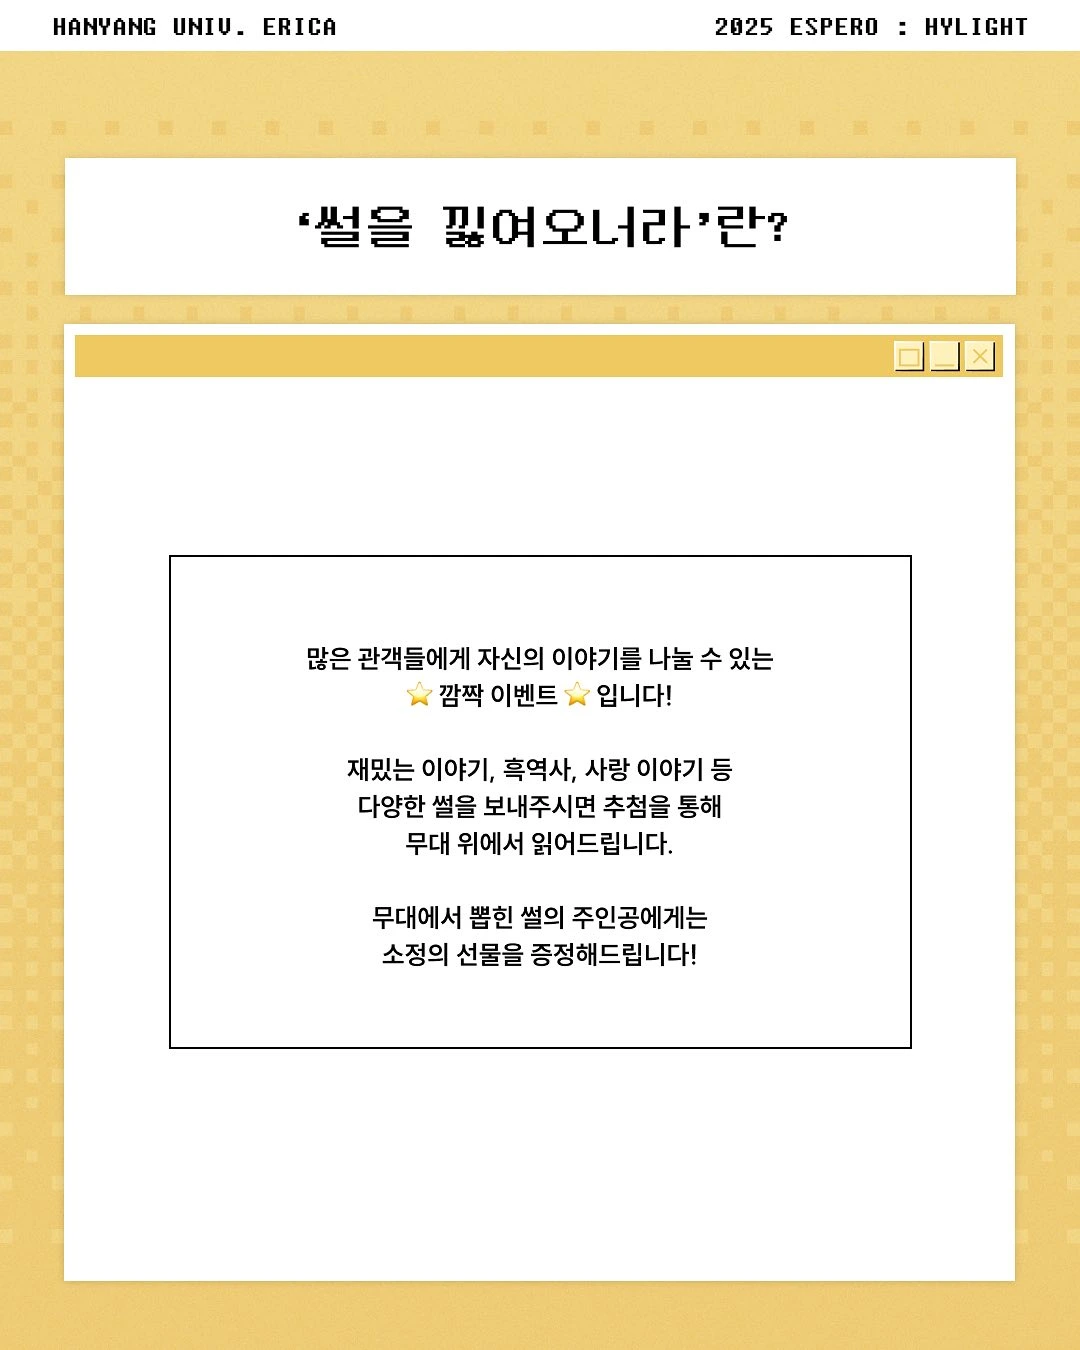 HANYANG UNIV. ERICA
2025 ESPERO : HYLIGHT
‘썰을 끓여오너라’란?
많은 관객들에게 자신의 이야기를 나눌 수 있는
⭐ 깜짝 이벤트 ⭐ 입니다!
재밌는 이야기, 흑역사, 사랑 이야기 등
다양한 썰을 보내주시면 추첨을 통해
무대 위에서 읽어드립니다.
무대에서 뽑힌 썰의 주인공에게는
소정의 선물을 증정해드립니다!